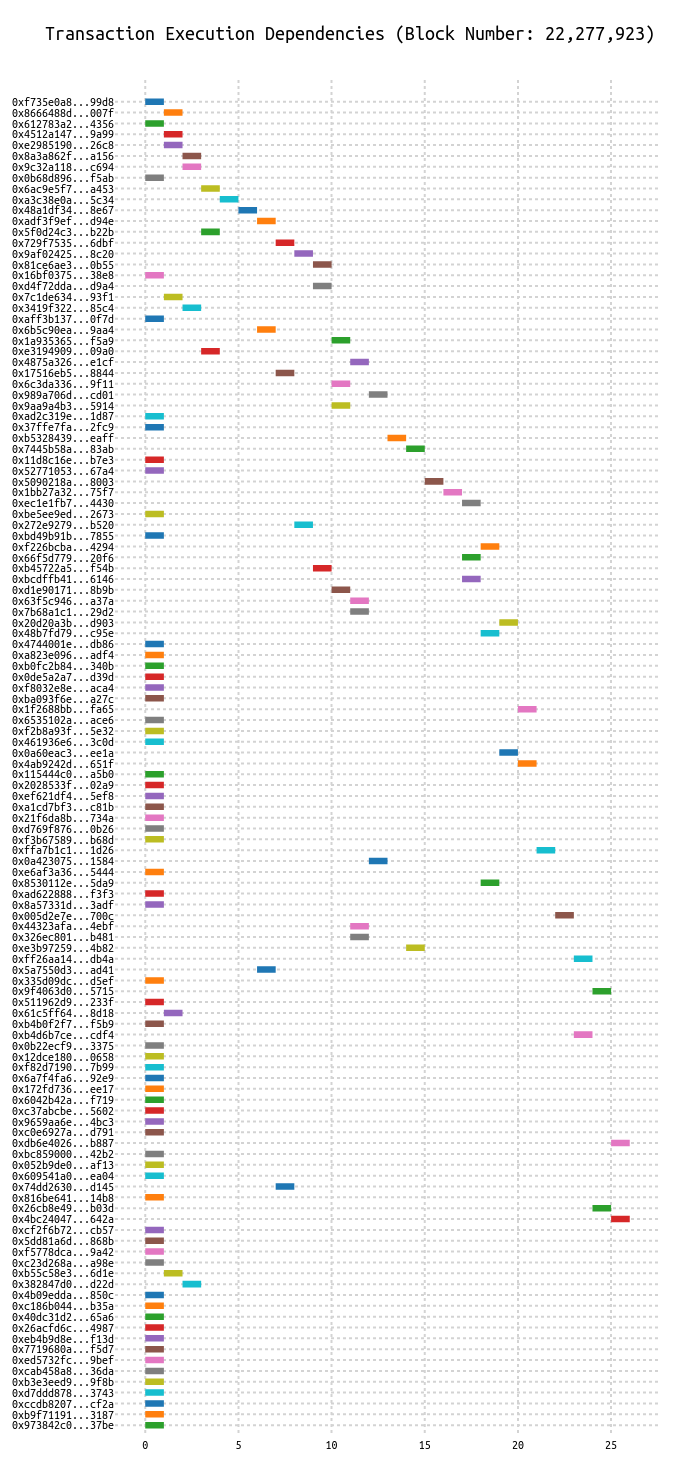 Transaction Execution Dependencies (Block Number: 22,277,923)
0xf735e0a8...99d8
0x8666488d...007f
0x612783a2...4356
0x4512a147...9a99
0xe2985190...26c8
0x8a3a862f...a156
0x9c32a118...c694
0x0b68d896...f5ab
0x6ac9e5f7...a453
0xa3c38e0a...5c34
0x48a1df34...8e67
0xadf3f9ef...d94e
0x5f0d24c3...b22b
0x729f7535...6dbf
0x9af02425...8c20
0x81ce6ae3...0b55
0x16bf0375...38e8
0xd4f72dda...d9a4
0x7c1de634...93f1
0x3419f322...85c4
0xaff3b137...0f7d
0x6b5c90ea...9aa4
0x1a935365...f5a9
0xe3194909...09a0
0x4875a326...e1cf
0x17516eb5...8844
0x6c3da336...9f11
0x989a706d...cd01
0x9aa9a4b3...5914
0xad2c319e...1d87
0x37ffe7fa...2fc9
0xb5328439...eaff
0x7445b58a...83ab
0x11d8c16e...b7e3
0x52771053...67a4
0x5090218a...8003
0x1bb27a32...75f7
0xec1e1fb7...4430
0xbe5ee9ed...2673
0x272e9279...b520
0xbd49b91b...7855
0xf226bcba...4294
0x66f5d779...20f6
0xb45722a5...f54b
0xbcdffb41...6146
0xd1e90171...8b9b
0x63f5c946...a37a
0x7b68a1c1...29d2
0x20d20a3b...d903
0x48b7fd79...c95e
0x4744001e...db86
0xa823e096...adf4
0xb0fc2b84...340b
0x0de5a2a7...d39d
0xf8032e8e...aca4
0xba093f6e...a27c
0x1f2688bb...fa65
0x6535102a...ace6
0xf2b8a93f...5e32
0x461936e6...3c0d
0x0a60eac3...ee1a
0x4ab9242d...651f
0x115444c0...a5b0
0x2028533f...02a9
0xef621df4...5ef8
0xa1cd7bf3...c81b
0x21f6da8b...734a
0xd769f876...0b26
0xf3b67589...b68d
0xffa7b1c1...1d26
0x0a423075...1584
0xe6af3a36...5444
0x8530112e...5da9
0xad622888...f3f3
0x8a57331d...3adf
0x005d2e7e...700c
0x44323afa...4ebf
0x326ec801...b481
0xe3b97259...4b82
0xff26aa14...db4a
0x5a7550d3...ad41
0x335d09dc...d5ef
0x9f4063d0...5715
0x511962d9...233f
0x61c5ff64...8d18
0xb4b0f2f7...f5b9
0xb4d6b7ce...cdf4
0x0b22ecf9...3375
0x12dce180...0658
0xf82d7190...7b99
0x6a7f4fa6...92e9
0x172fd736...ee17
0x6042b42a...f719
0xc37abcbe...5602
0x9659aa6e...4bc3
0xc0e6927a...d791
0xdb6e4026...b887
0xbc859000...42b2
0x052b9de0...af13
0x609541a0...ea04
0x74dd2630...d145
0x816be641...14b8
0x26cb8e49...b03d
0x4bc24047...642a
0xcf2f6b72...cb57
0x5dd81a6d...868b
0xf5778dca...9a42
0xc23d268a...a98e
0xb55c58e3...6d1e
0x382847d0...d22d
0x4b09edda...850c
0xc186b044...b35a
0x40dc31d2...65a6
0x26acfd6c...4987
0xeb4b9d8e...f13d
0x7719680a...f5d7
0xed5732fc...9bef
0xcab458a8...36da
0xb3e3eed9...9f8b
0xd7ddd878...3743
0xccdb8207...cf2a
0xb9f71191...3187
0x973842c0...37be
0 5 10 15 20 25